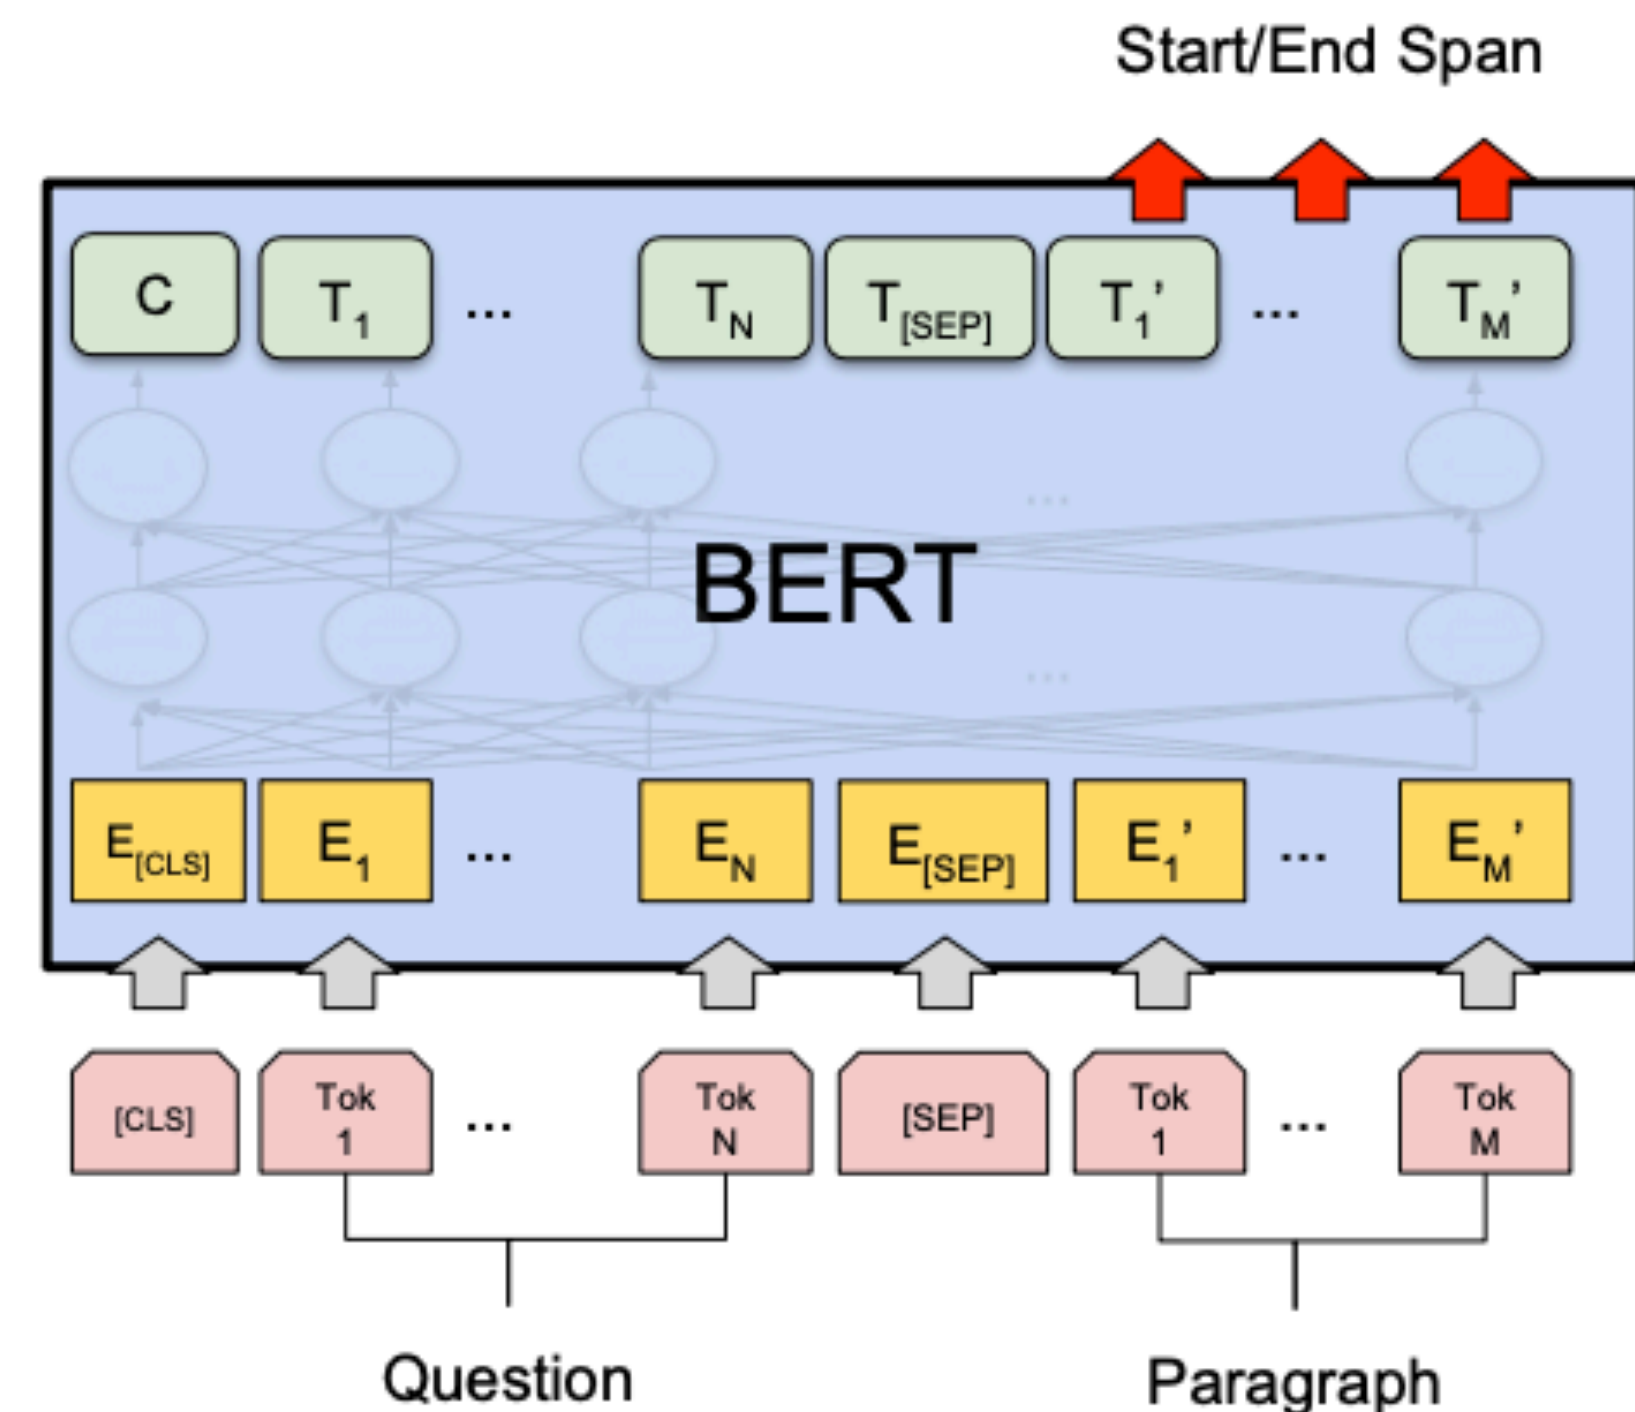 Start/End Span
C T1 ... TN T[SEP] T1’ ... TM’
...
BERT
...
E[CLS] E1 ... EN E[SEP] E1’ ... EM’
[CLS] Tok 1 ... Tok N [SEP] Tok 1 ... Tok M
Question Paragraph